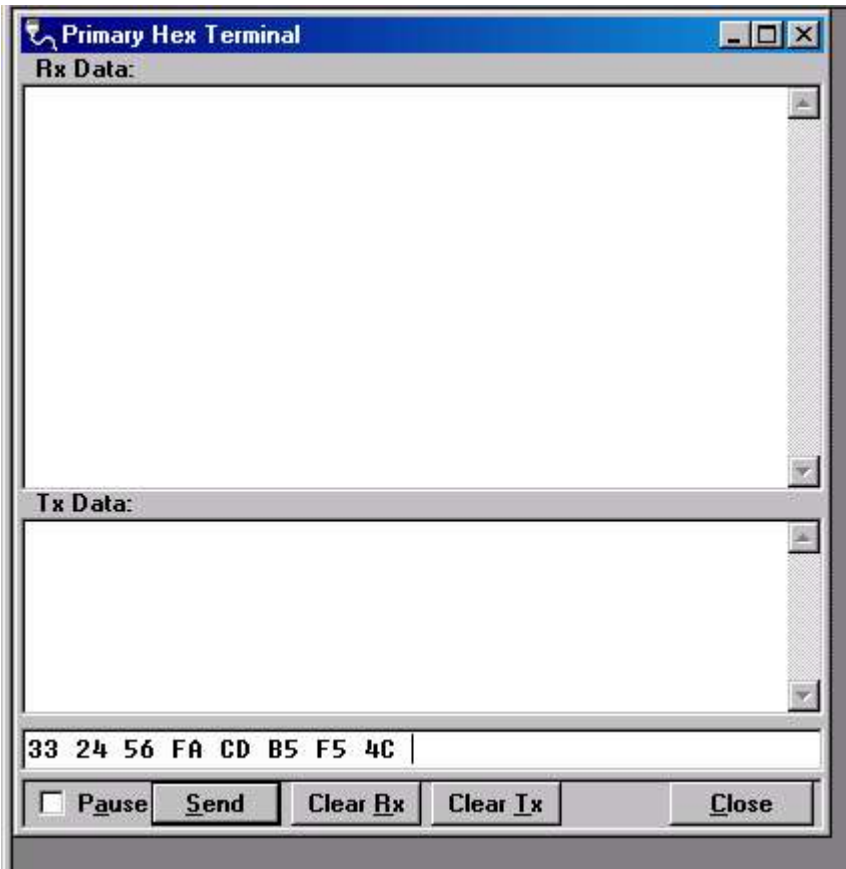 Primary Hex Terminal
Rx Data:
Tx Data:
33 24 56 FA CD B5 F5 4C
Pause Send Clear Rx Clear Tx Close